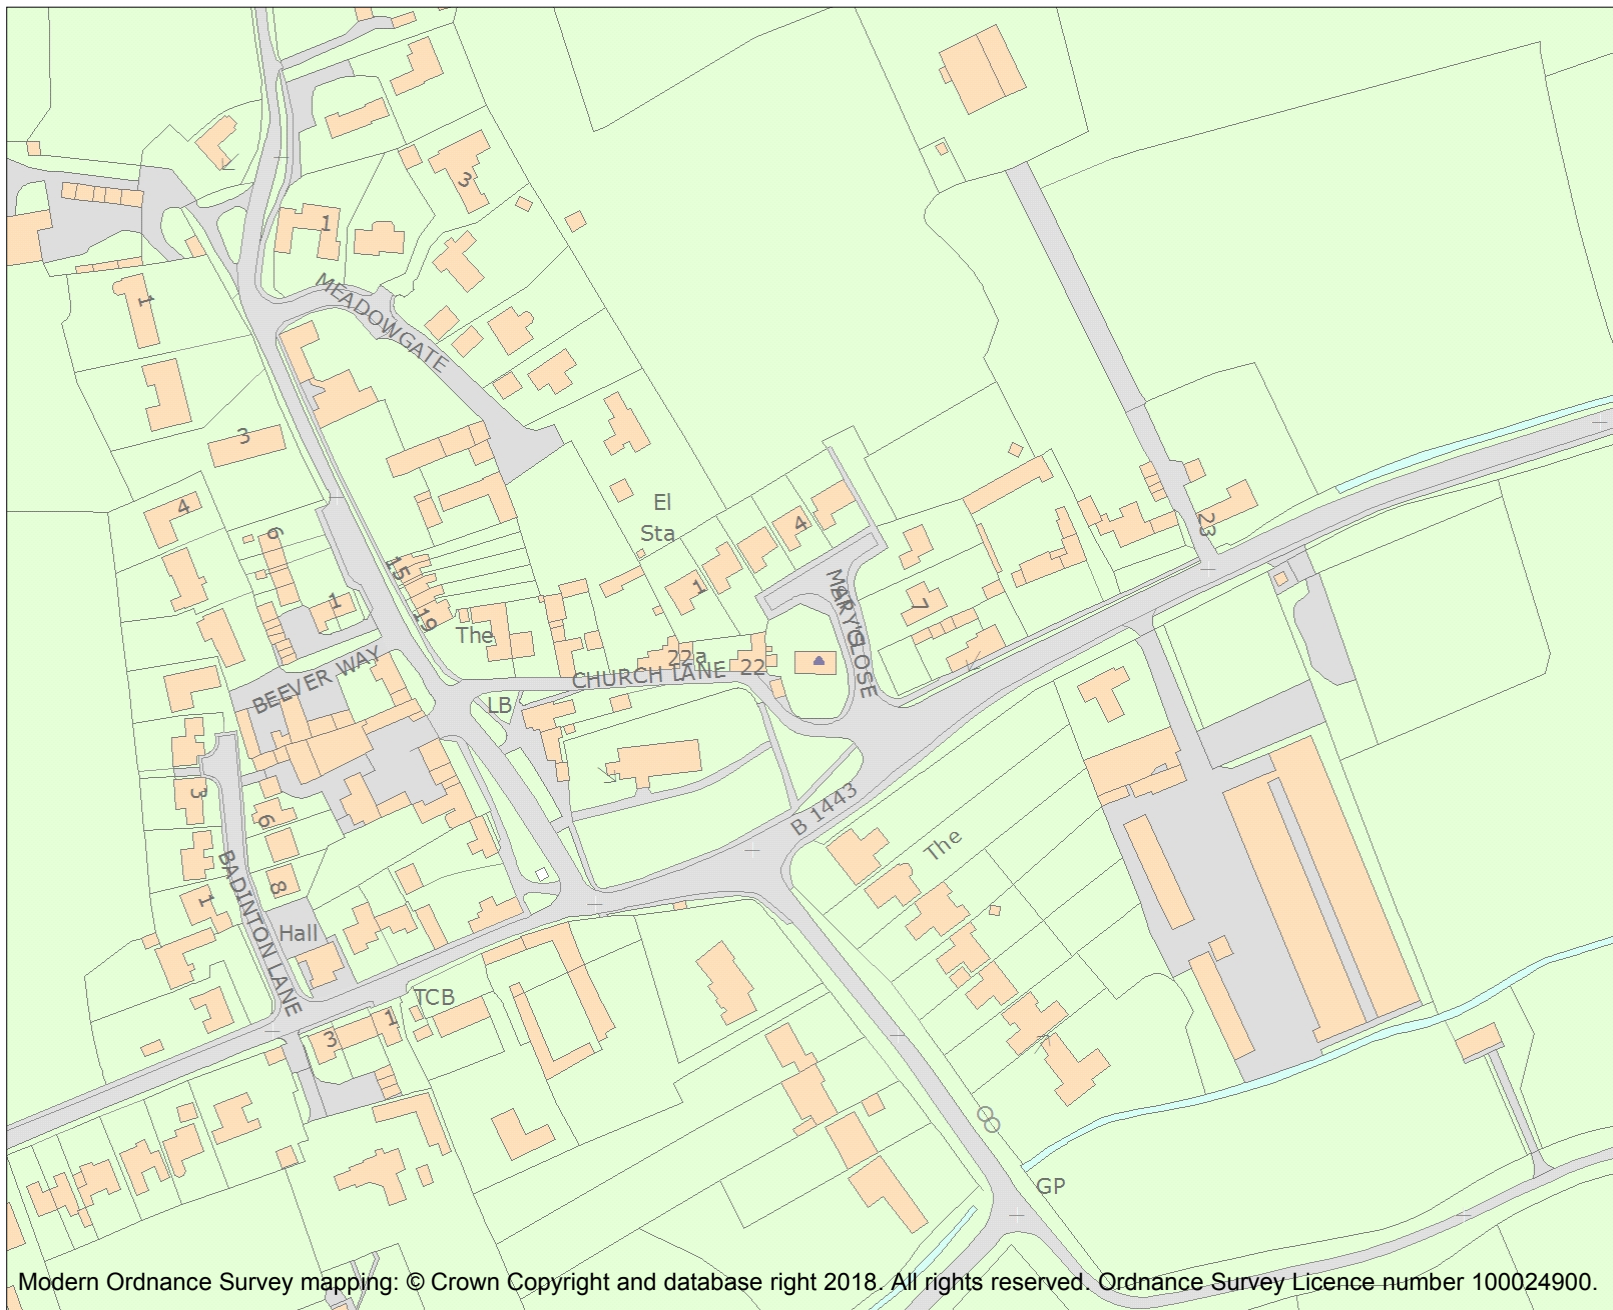 3
1
MEADOWGATE
1
3
4
6
El
Sta
4
1
15
19
1
The
MARY'S CLOSE
7
23
22a
22
CHURCH LANE
BEEVER WAY
LB
3
6
B 1443
The
8
1
BADINTON LANE
Hall
TCB
1
3
GP
Modern Ordnance Survey mapping: © Crown Copyright and database right 2018. All rights reserved. Ordnance Survey Licence number 100024900.